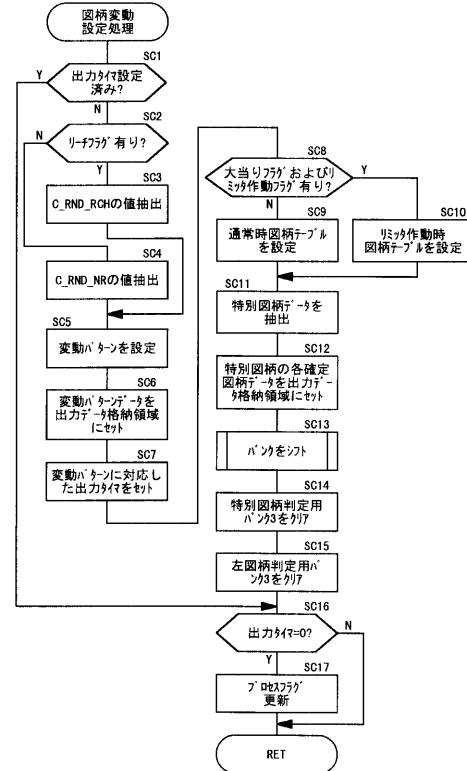 図柄変動
設定処理
SC1
出力タイマ設定
済み?
Y
N
SC2
リーチフラグ有り?
N
Y
SC3
C_RND_RCHの値抽出
SC4
C_RND_NRの値抽出
SC5
変動パターンを設定
SC6
変動パターンデータを
出力データ格納領域
にセット
SC7
変動パターンに対応し
た出力タイマをセット
SC8
大当りフラグおよびリ
ミッタ作動フラグ有り?
Y
N
SC9
通常時図柄テーブル
を設定
SC10
リミッタ作動時
図柄テーブルを設定
SC11
特別図柄データを
抽出
SC12
特別図柄の各確定
図柄データを出力デー
タ格納領域にセット
SC13
バンクをシフト
SC14
特別図柄判定用
バンク3をクリア
SC15
左図柄判定用バ
ンク3をクリア
SC16
出力タイマ=0?
N
Y
SC17
プロセスフラグ
更新
RET